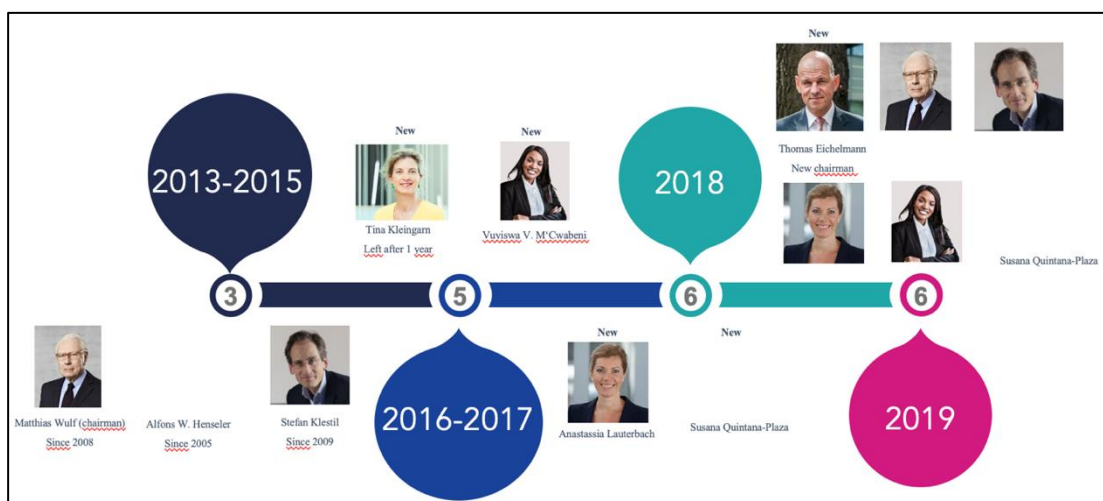 New
Thomas Eichelmann
New chairman
Susana Quintana-Plaza
2013-2015
New
Tina Kleingarn
Left after 1 year
New
Vuviswa V. M'Cwabeni
2018
3
5
6
6
Matthias Wulf (chairman)
Since 2008
Alfons W. Henseler
Since 2005
Stefan Klestil
Since 2009
2016-2017
New
Anastassia Lauterbach
New
Susana Quintana-Plaza
2019